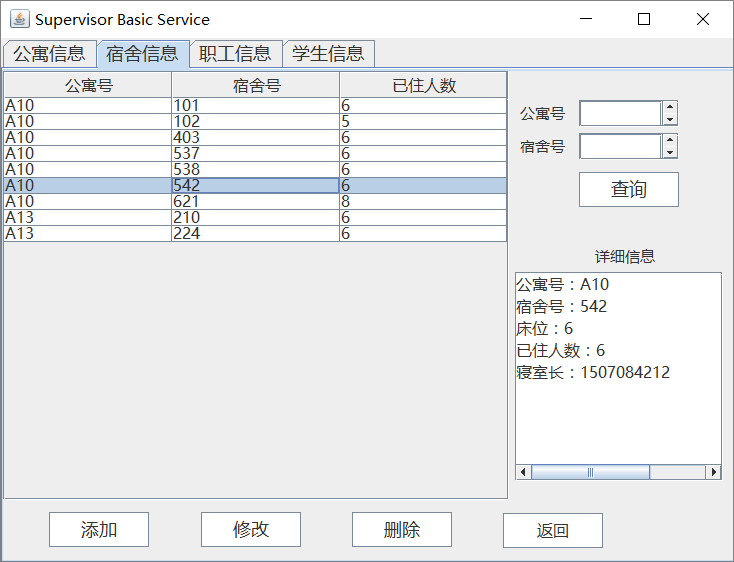 Supervisor Basic Service
公寓信息 宿舍信息 职工信息 学生信息
公寓号 宿舍号 已住人数
A10 101 6
A10 102 5
A10 403 6
A10 537 6
A10 538 6
A10 542 6
A10 621 8
A13 210 6
A13 224 6
公寓号
宿舍号
查询
详细信息
公寓号：A10
宿舍号：542
床位：6
已住人数：6
寝室长：1507084212
添加 修改 删除 返回